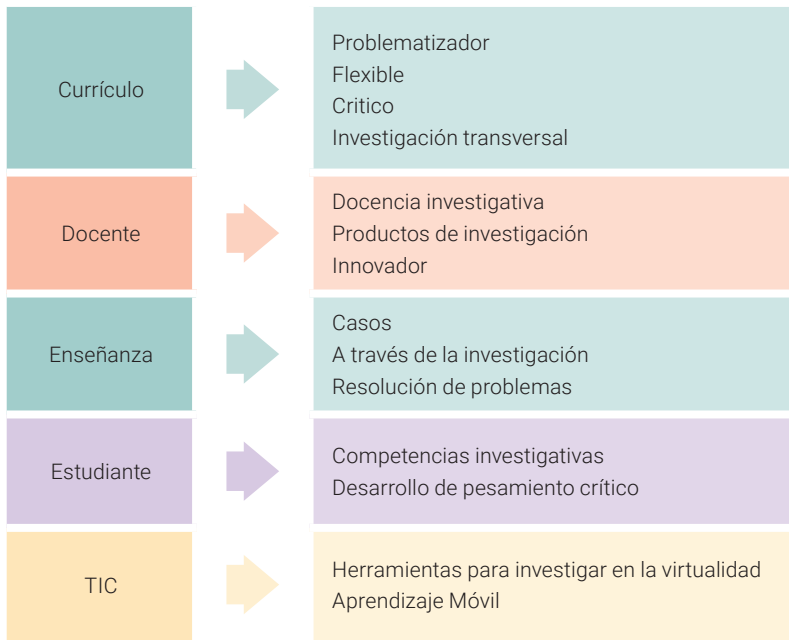 Currículo
Problematizador
Flexible
Critico
Investigación transversal
Docente
Docencia investigativa
Productos de investigación
Innovador
Enseñanza
Casos
A través de la investigación
Resolución de problemas
Estudiante
Competencias investigativas
Desarrollo de pesamiento crítico
TIC
Herramientas para investigar en la virtualidad
Aprendizaje Móvil